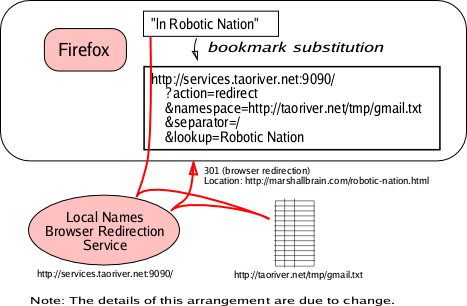 "In Robotic Nation"
Firefox
bookmark substitution
http://services.taoriver.net:9090/
?action=redirect
&namespace=http://taoriver.net/tmp/gmail.txt
&separator=/
&lookup=Robotic Nation
301 (browser redirection)
Location: http://marshallbrain.com/robotic-nation.html
Local Names
Browser Redirection
Service
http://services.taoriver.net:9090/
http://taoriver.net/tmp/gmail.txt
Note: The details of this arrangement are due to change.